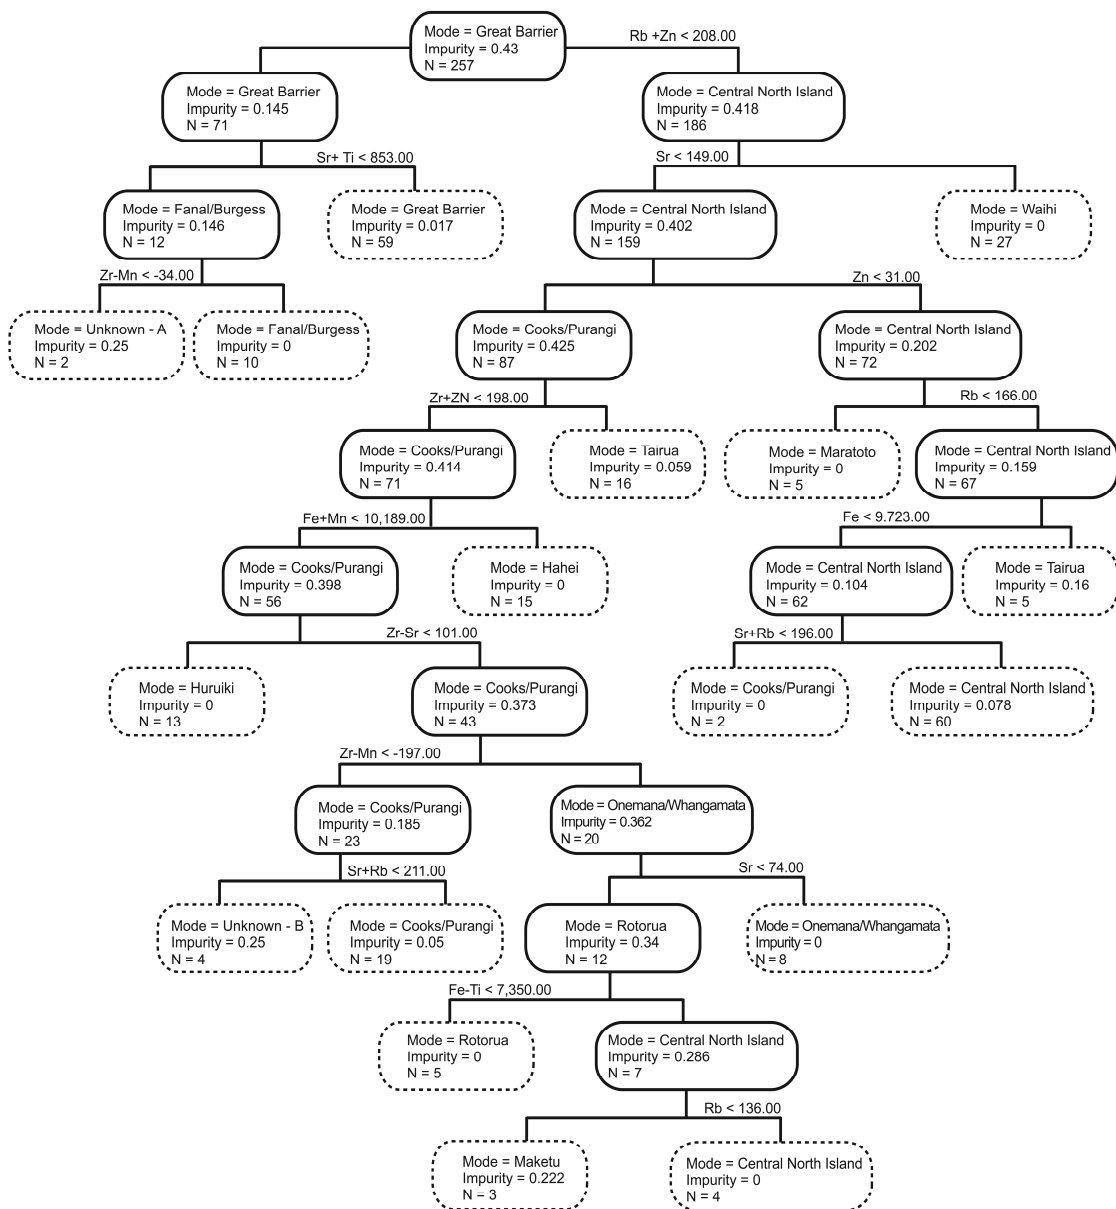 Mode = Great Barrier
Impurity = 0.43
N = 257
Rb +Zn < 208.00
Mode = Great Barrier
Impurity = 0.145
N = 71
Mode = Central North Island
Impurity = 0.418
N = 186
Sr+ Ti < 853.00
Sr < 149.00
Mode = Fanal/Burgess
Impurity = 0.146
N = 12
Mode = Great Barrier
Impurity = 0.017
N = 59
Mode = Central North Island
Impurity = 0.402
N = 159
Mode = Waihi
Impurity = 0
N = 27
Zr-Mn < -34.00
Zn < 31.00
Mode = Unknown - A
Impurity = 0.25
N = 2
Mode = Fanal/Burgess
Impurity = 0
N = 10
Mode = Cooks/Purangi
Impurity = 0.425
N = 87
Mode = Central North Island
Impurity = 0.202
N = 72
Zr+ZN < 198.00
Rb < 166.00
Mode = Cooks/Purangi
Impurity = 0.414
N = 71
Mode = Tairua
Impurity = 0.059
N = 16
Mode = Maratoto
Impurity = 0
N = 5
Mode = Central North Island
Impurity = 0.159
N = 67
Fe+Mn < 10,189.00
Fe < 9.723.00
Mode = Cooks/Purangi
Impurity = 0.398
N = 56
Mode = Hahei
Impurity = 0
N = 15
Mode = Central North Island
Impurity = 0.104
N = 62
Mode = Tairua
Impurity = 0.16
N = 5
Zr-Sr < 101.00
Sr+Rb < 196.00
Mode = Huruiki
Impurity = 0
N = 13
Mode = Cooks/Purangi
Impurity = 0.373
N = 43
Mode = Cooks/Purangi
Impurity = 0
N = 2
Mode = Central North Island
Impurity = 0.078
N = 60
Zr-Mn < -197.00
Mode = Cooks/Purangi
Impurity = 0.185
N = 23
Mode = Onemana/Whangamata
Impurity = 0.362
N = 20
Sr+Rb < 211.00
Sr < 74.00
Mode = Unknown - B
Impurity = 0.25
N = 4
Mode = Cooks/Purangi
Impurity = 0.05
N = 19
Mode = Rotorua
Impurity = 0.34
N = 12
Mode = Onemana/Whangamata
Impurity = 0
N = 8
Fe-Ti < 7,350.00
Mode = Rotorua
Impurity = 0
N = 5
Mode = Central North Island
Impurity = 0.286
N = 7
Rb < 136.00
Mode = Maketu
Impurity = 0.222
N = 3
Mode = Central North Island
Impurity = 0
N = 4